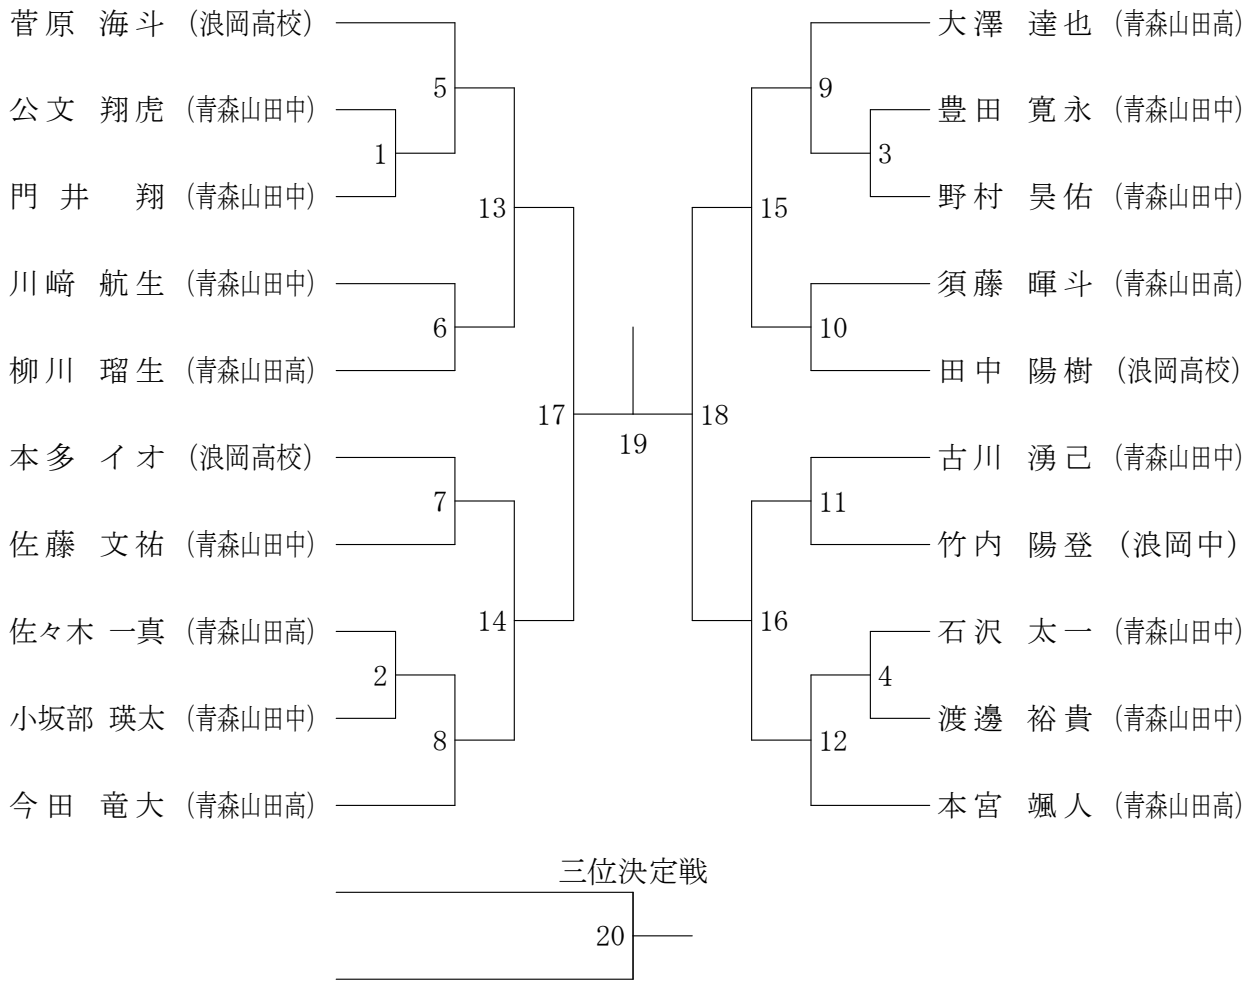 菅原 海斗 (浪岡高校)
公文 翔虎 (青森山田中)
門井 翔 (青森山田中)
川﨑 航生 (青森山田中)
柳川 瑠生 (青森山田高)
本多 イオ (浪岡高校)
佐藤 文祐 (青森山田中)
佐々木 一真 (青森山田高)
小坂部 瑛太 (青森山田中)
今田 竜大 (青森山田高)
1
2
5
6
7
8
13
14
17
19
18
15
16
9
10
11
12
3
4
大澤 達也 (青森山田高)
豊田 寛永 (青森山田中)
野村 昊佑 (青森山田中)
須藤 暉斗 (青森山田高)
田中 陽樹 (浪岡高校)
古川 湧己 (青森山田中)
竹内 陽登 (浪岡中)
石沢 太一 (青森山田中)
渡邊 裕貴 (青森山田中)
本宮 颯人 (青森山田高)
三位決定戦
20